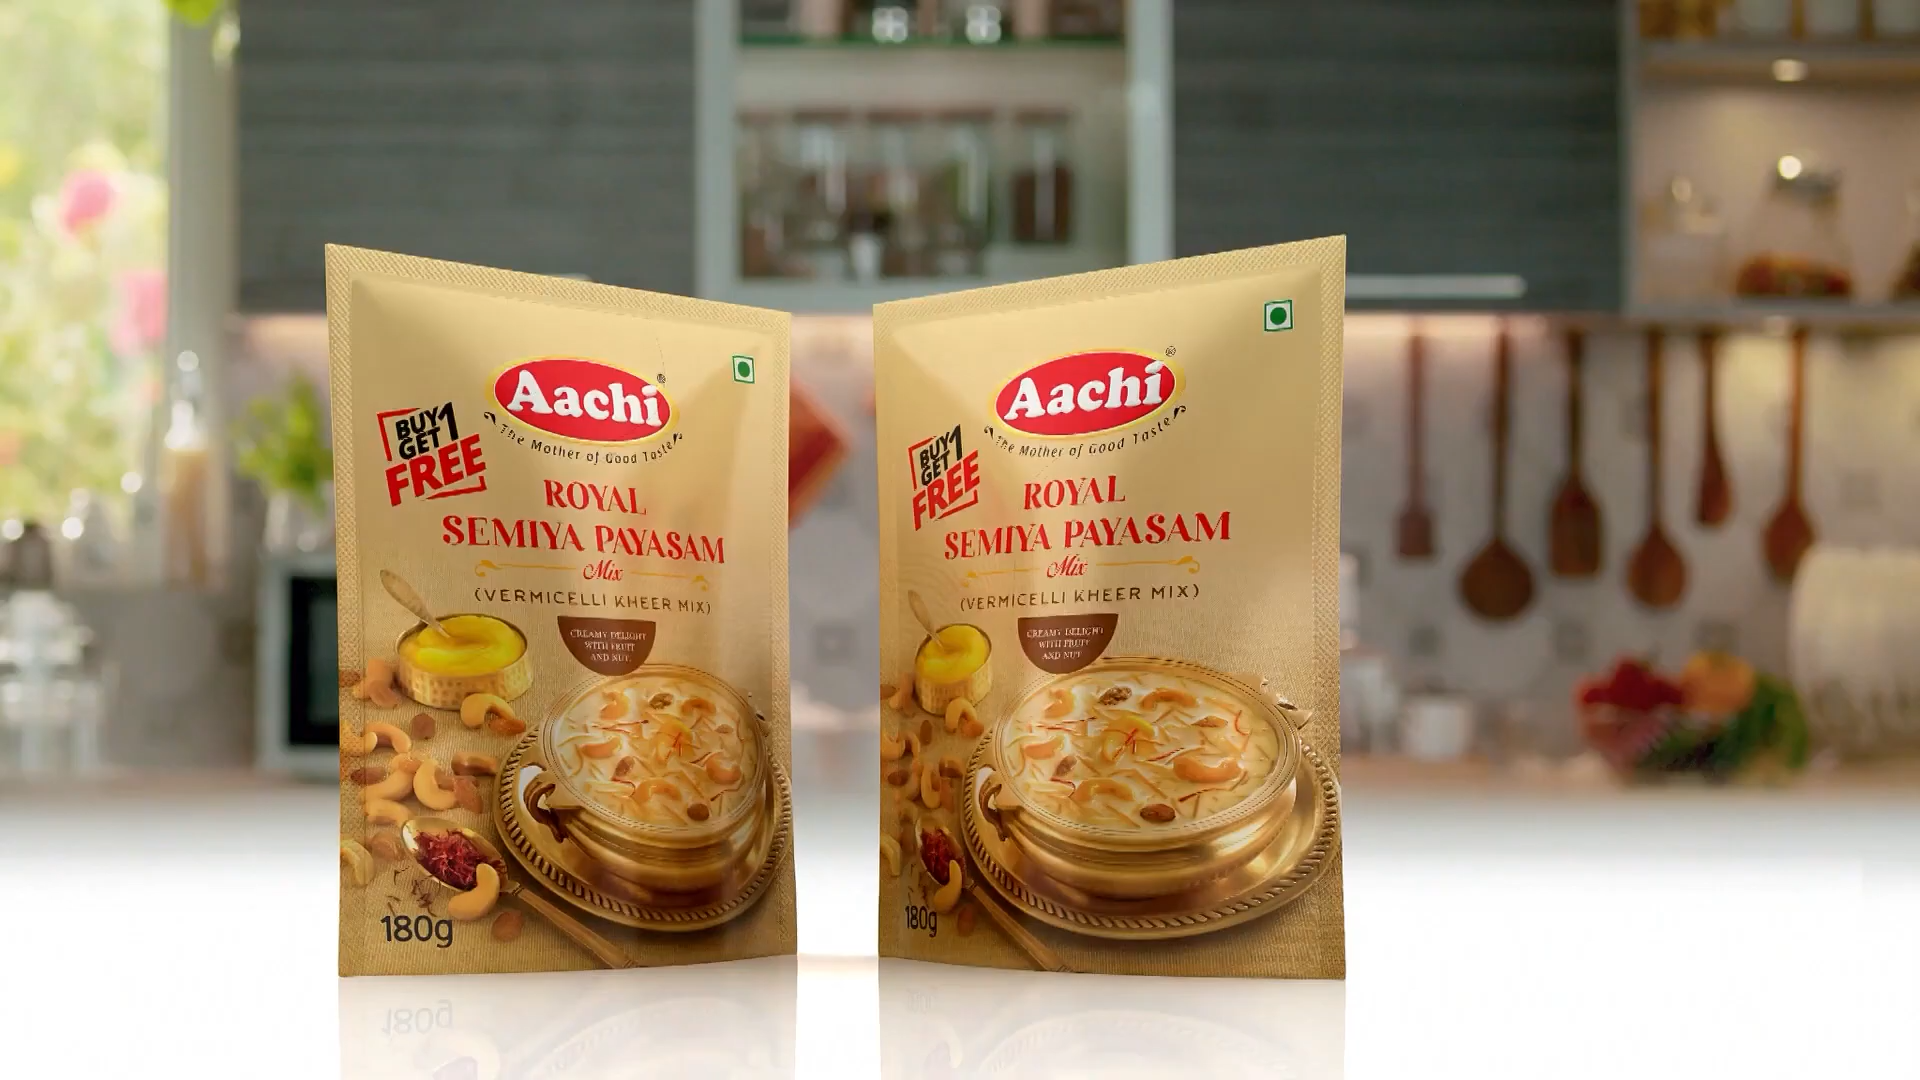 Aachi®
The Mother of Good Taste
BUY 1
GET
FREE
ROYAL
SEMIYA PAYASAM
Mix
(VERMICELLI KHEER MIX)
CREAMY DELIGHT
WITH FRUIT
AND NUT
180g
Aachi®
The Mother of Good Taste
BUY 1
GET
FREE
ROYAL
SEMIYA PAYASAM
Mix
(VERMICELLI KHEER MIX)
CREAMY DELIGHT
WITH FRUIT
AND NUT
180g